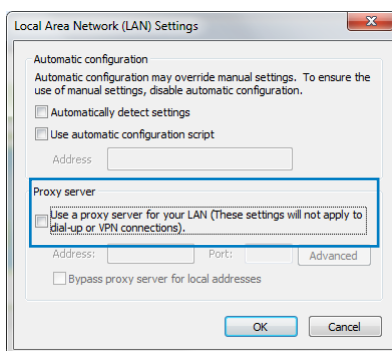 Local Area Network (LAN) Settings
Automatic configuration
Automatic configuration may override manual settings. To ensure the
use of manual settings, disable automatic configuration.
Automatically detect settings
Use automatic configuration script
Address
Proxy server
Use a proxy server for your LAN (These settings will not apply to
dial-up or VPN connections).
Address:
Port:
Advanced
Bypass proxy server for local addresses
OK
Cancel